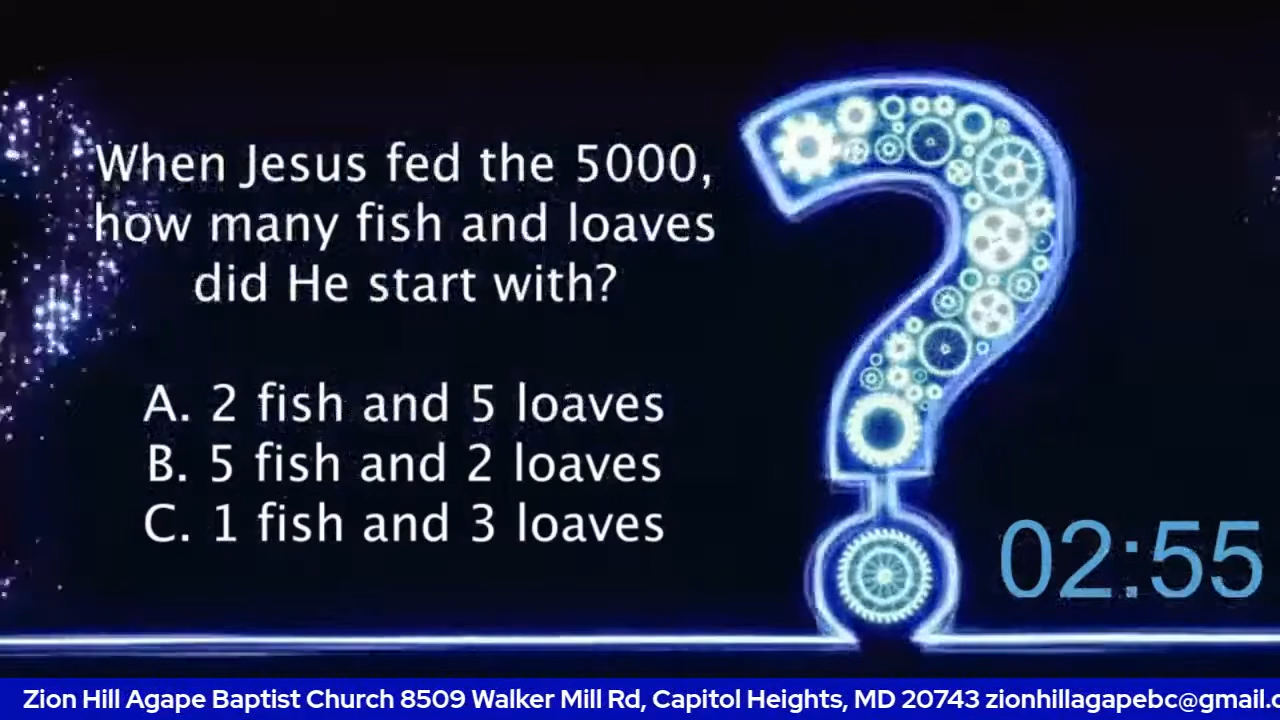 When Jesus fed the 5000,
how many fish and loaves
did He start with?
A. 2 fish and 5 loaves
B. 5 fish and 2 loaves
C. 1 fish and 3 loaves
02:55
Zion Hill Agape Baptist Church 8509 Walker Mill Rd, Capitol Heights, MD 20743 zionhillagapebc@gmail.c